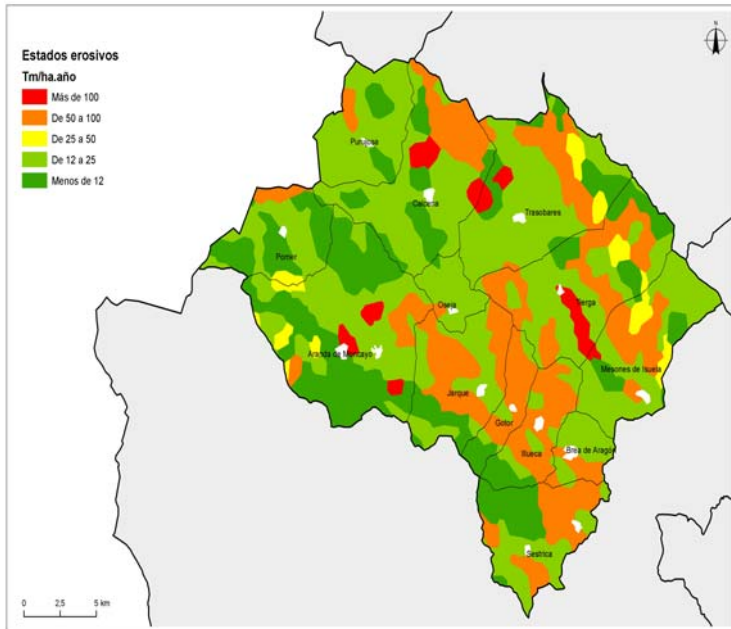 N
Estados erosivos
Tm/ha.año
Más de 100
De 50 a 100
De 25 a 50
De 12 a 25
Menos de 12
Purujosa
Calcena
Trasobares
Pomer
Oseja
Tierga
Aranda de Moncayo
Mesones de Isuela
Jarque
Gotor
Illueca
Brea de Aragón
Sestrica
0 2,5 5 km